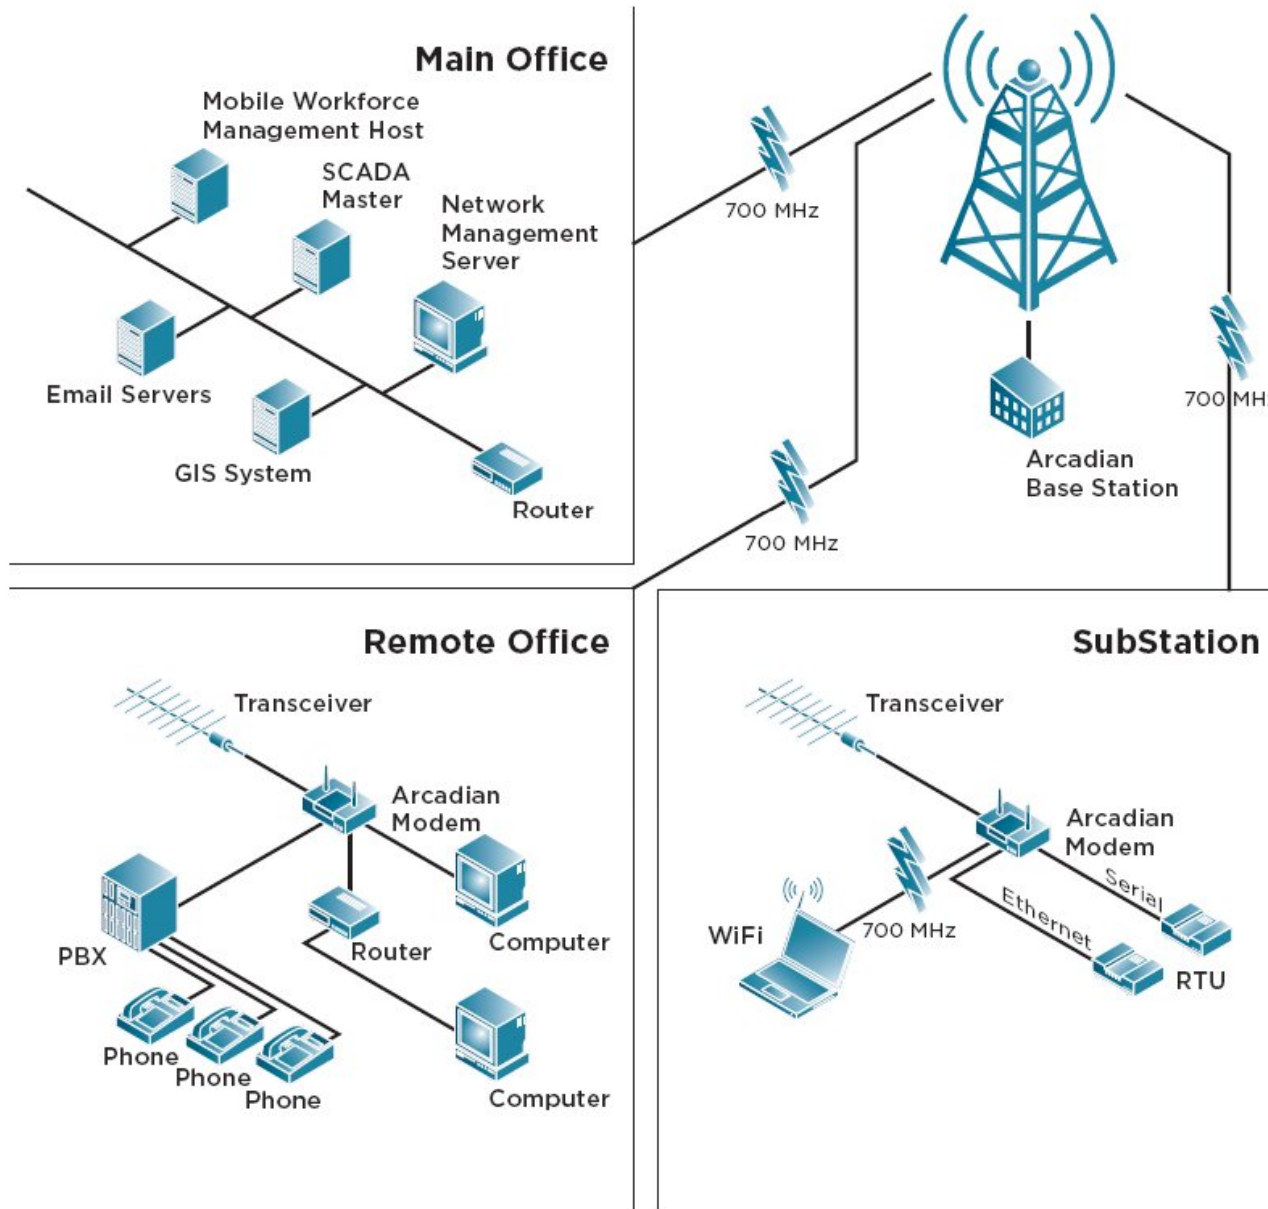 Main Office
Mobile Workforce
Management Host
SCADA
Master
Network
Management
Server
Email Servers
GIS System
Router
700 MHz
700 MHz
700 MHz
Arcadian
Base Station
Remote Office
Transceiver
Arcadian
Modem
PBX
Router
Computer
Phone
Phone
Phone
Computer
SubStation
Transceiver
Arcadian
Modem
WiFi
700 MHz
Ethernet
Serial
RTU